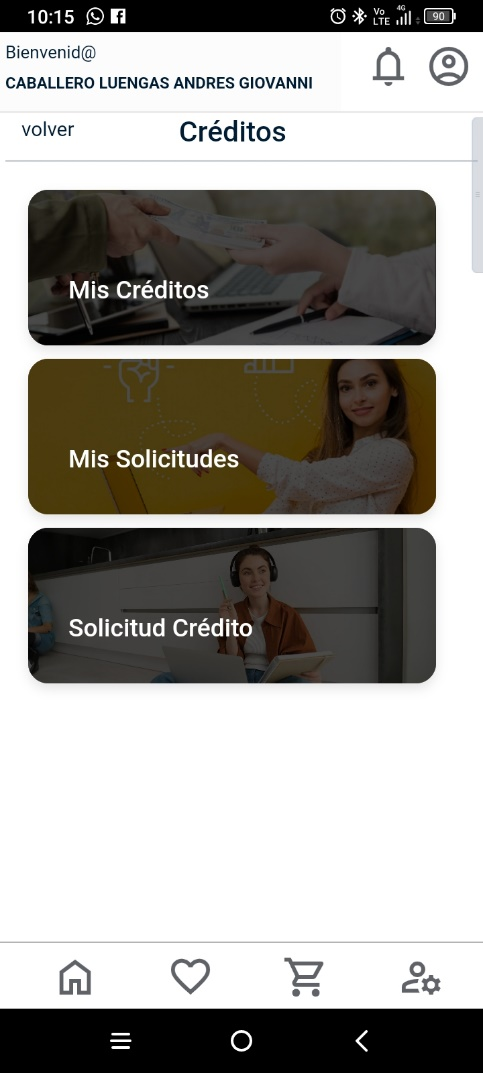 10:15
Vo
LTE
4G
90
Bienvenid@
CABALLERO LUENGAS ANDRES GIOVANNI
volver
Créditos
Mis Créditos
Mis Solicitudes
Solicitud Crédito